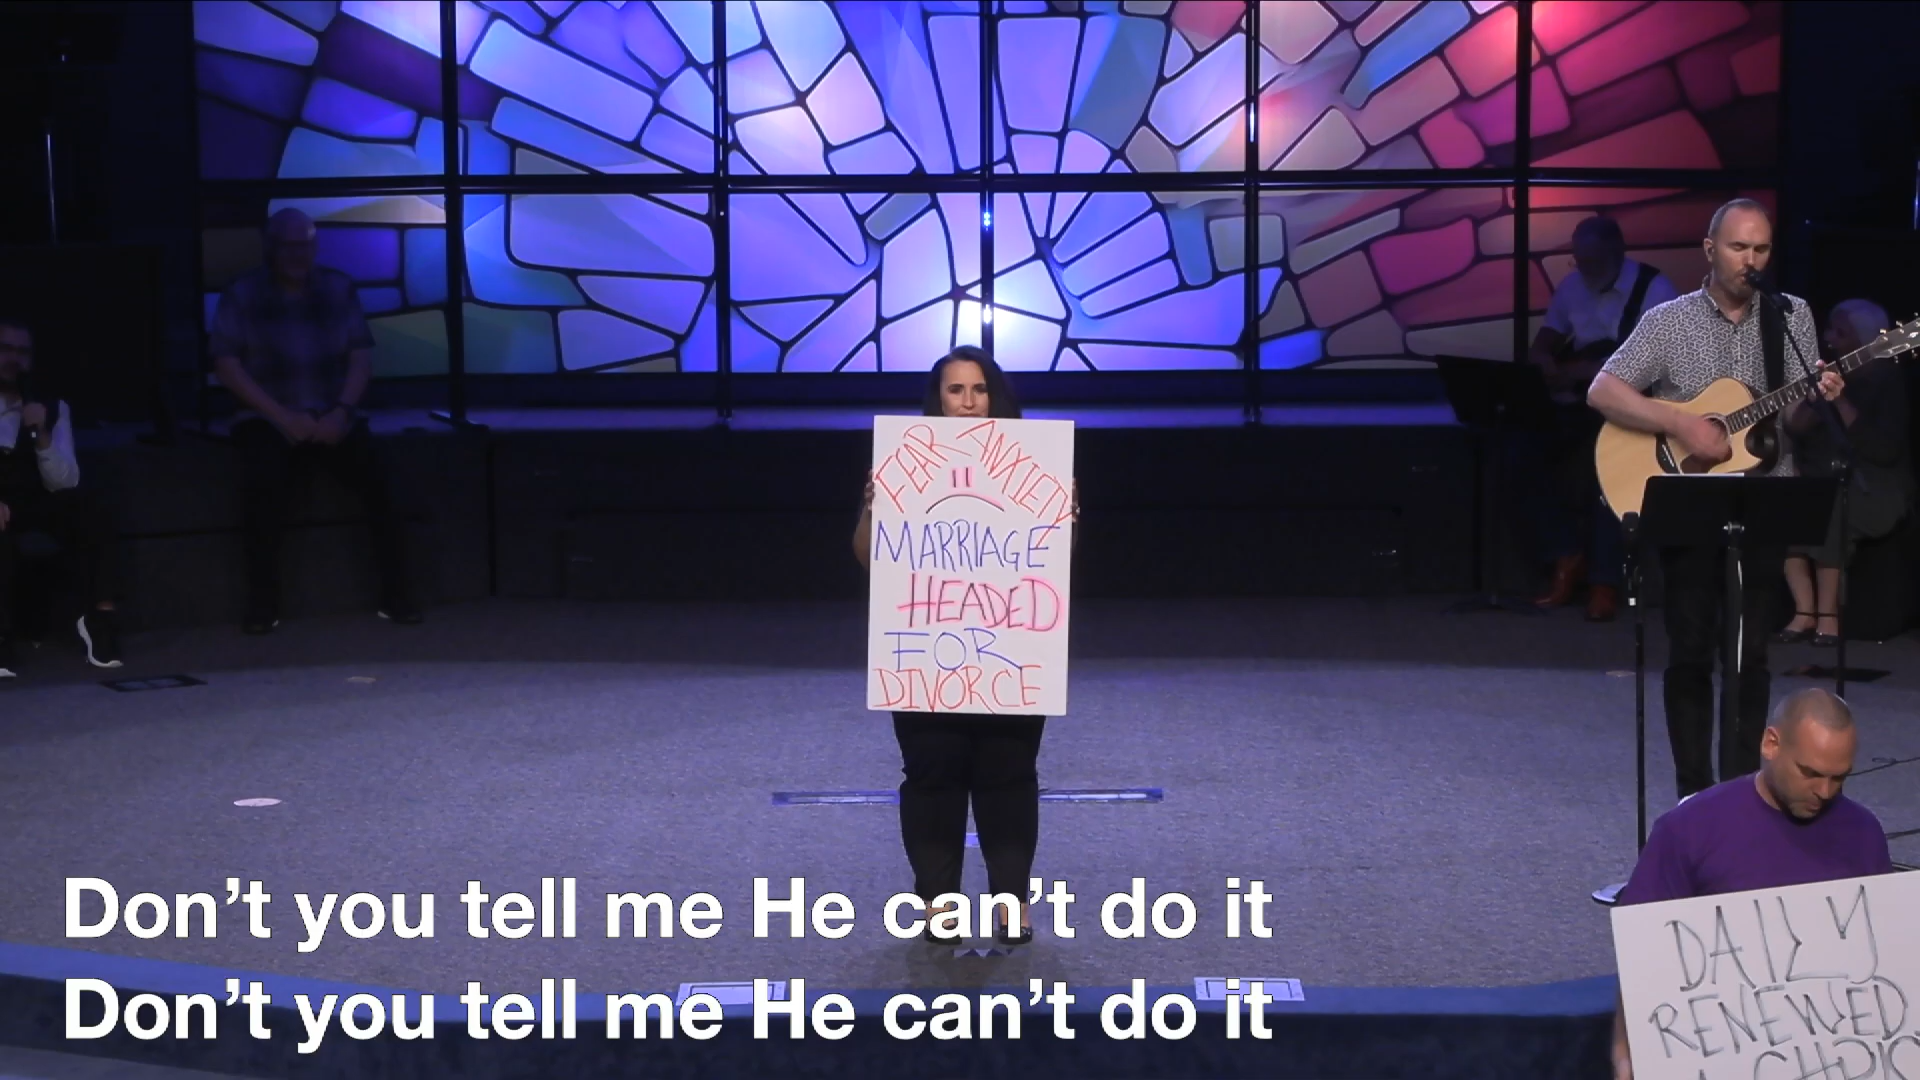 FEAR ANXIETY
MARRIAGE
HEADED
FOR
DIVORCE
DAILY
RENEWED
Don't you tell me He can't do it
Don't you tell me He can't do it